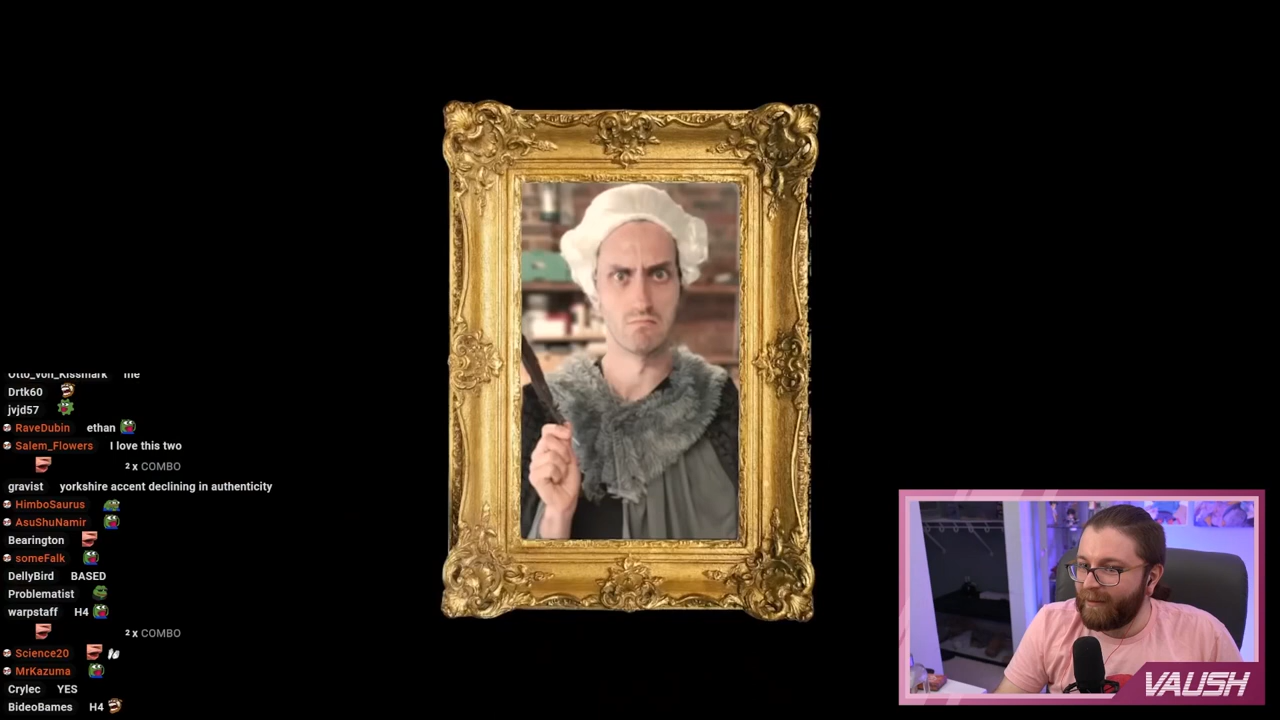 Otto_von_Kissmark me
Drtk60
jvjd57
RaveDubin ethan
Salem_Flowers I love this two
2 x COMBO
gravist yorkshire accent declining in authenticity
HimboSaurus
AsuShuNamir
Bearington
someFalk
DellyBird BASED
Problematist
warpstaff H4
2 x COMBO
Science20
MrKazuma
Crylec YES
BideoBames H4
VAUSH